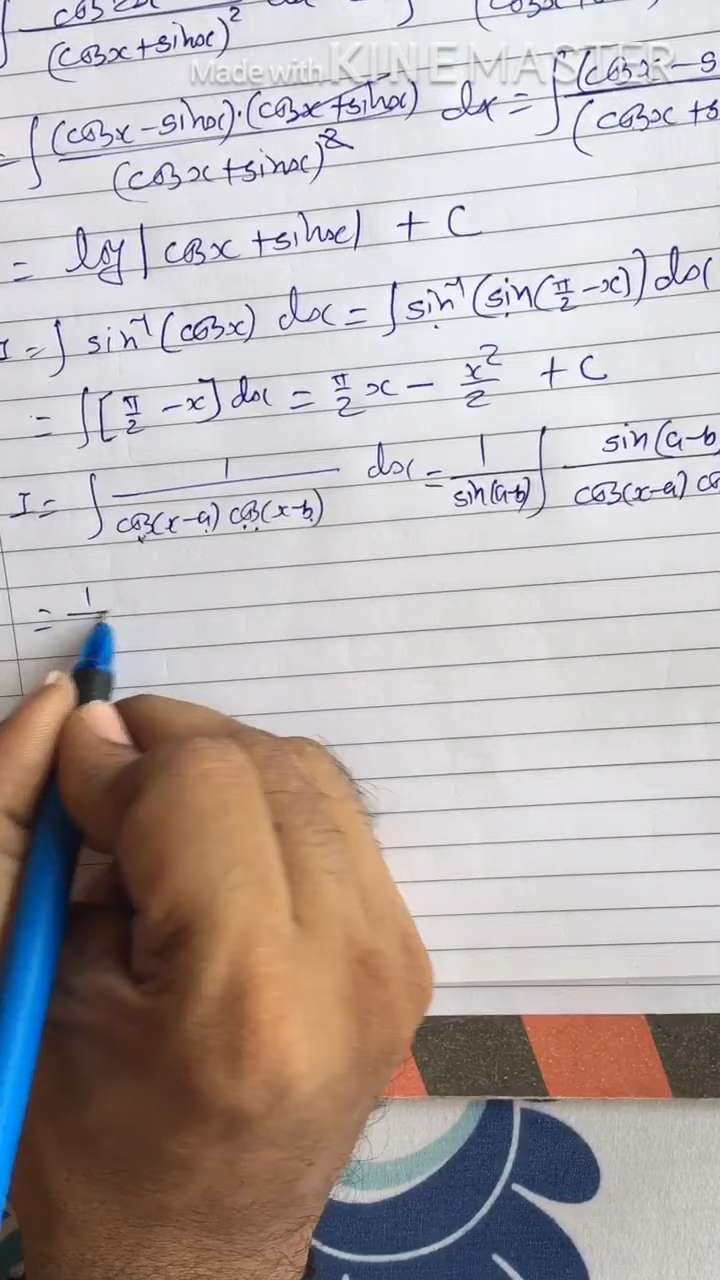 cos2x
(cosx+sinx)²
Made with KINEMASTER
= ∫ (cosx-sinx)·(cosx+sinx) / (cosx+sinx)² dx = ∫ (cosx-s / (cosx+s
= log|cosx+sinx| + C
I = ∫ sin⁻¹(cosx) dx = ∫ sin⁻¹(sin(π/2-x)) dx
= ∫[π/2 -x] dx = π/2 x - x²/2 + C
I = ∫ 1 / cos(x-a) cos(x-b) dx = 1/sin(a-b) ∫ sin(a-b / cos(x-a) co
= 1